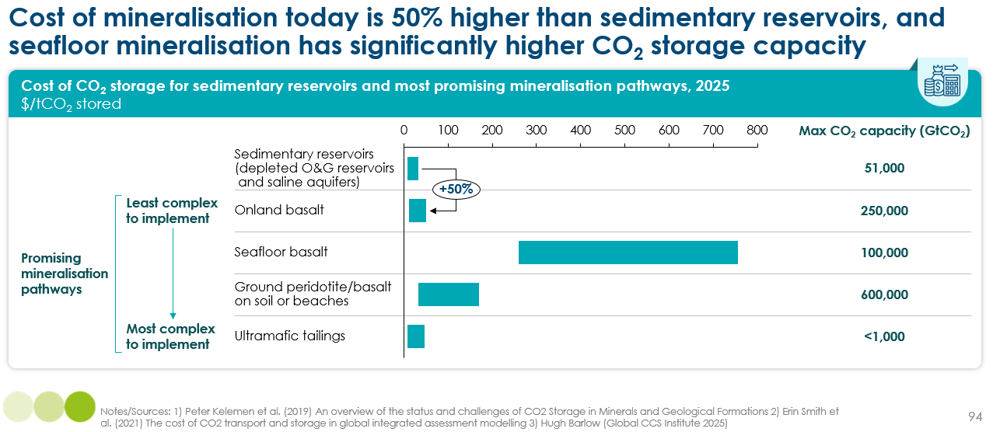 Cost of mineralisation today is 50% higher than sedimentary reservoirs, and
seafloor mineralisation has significantly higher CO₂ storage capacity
Cost of CO₂ storage for sedimentary reservoirs and most promising mineralisation pathways, 2025
$/tCO₂ stored
0 100 200 300 400 500 600 700 800
Max CO₂ capacity (GtCO₂)
Sedimentary reservoirs
(depleted O&G reservoirs
and saline aquifers)
51,000
+50%
Least complex
to implement
Onland basalt
250,000
Seafloor basalt
100,000
Promising
mineralisation
pathways
Ground peridotite/basalt
on soil or beaches
600,000
Most complex
to implement
Ultramafic tailings
<1,000
Notes/Sources: 1) Peter Kelemen et al. (2019) An overview of the status and challenges of CO2 Storage in Minerals and Geological Formations 2) Erin Smith et
al. (2021) The cost of CO2 transport and storage in global integrated assessment modelling 3) Hugh Barlow (Global CCS Institute 2025)
94